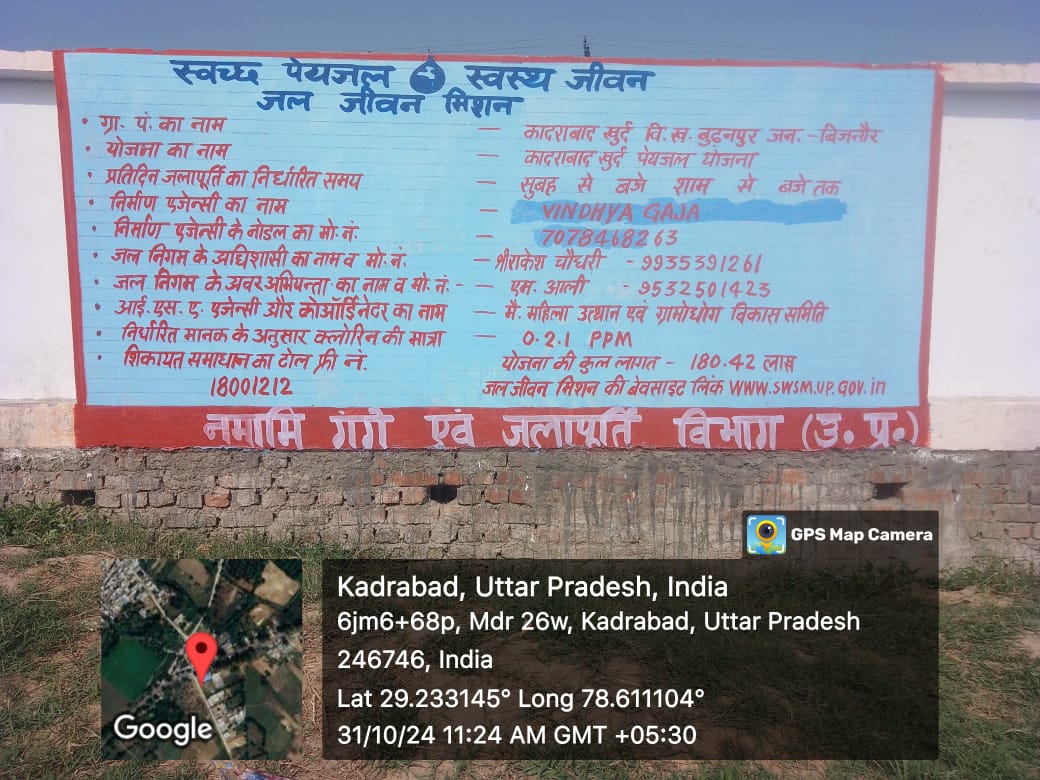 स्वच्छ पेयजल स्वस्थ जीवन
जल जीवन मिशन
• ग्रा. पं. का नाम — कादराबाद खुर्द वि.ख. बुढ़नपुर जन.-बिजनौर
• योजना का नाम — कादराबाद खुर्द पेयजल योजना
• प्रतिदिन जलापूर्ति का निर्धारित समय — सुबह से बजे शाम से बजे तक
• निर्माण एजेन्सी का नाम — VINDHYA GAJA
• निर्माण एजेन्सी के नोडल का मो. नं. — 7078468263
• जल निगम के अधिशासी का नाम व मो. नं. — श्री राकेश चौधरी - 9935391261
• जल निगम के अवर अभियन्ता का नाम व मो. नं. - — एम. आली - 9532501423
• आई. एस. ए. एजेन्सी और कोऑर्डिनेटर का नाम — मै. महिला उत्थान एवं ग्रामोधोग विकास समिति
• निर्धारित मानक के अनुसार क्लोरिन की मात्रा — 0.2.1 PPM
• शिकायत समाधान का टोल फ्री नं. योजना की कुल लागत - 180.42 लाख
18001212 जल जीवन मिशन की बेवसाइट लिंक WWW.SWSM.UP.GOV.in
नमामि गंगे एवं जलापूर्ति विभाग (उ. प्र.)
GPS Map Camera
Kadrabad, Uttar Pradesh, India
6jm6+68p, Mdr 26w, Kadrabad, Uttar Pradesh
246746, India
Lat 29.233145° Long 78.611104°
31/10/24 11:24 AM GMT +05:30
Google